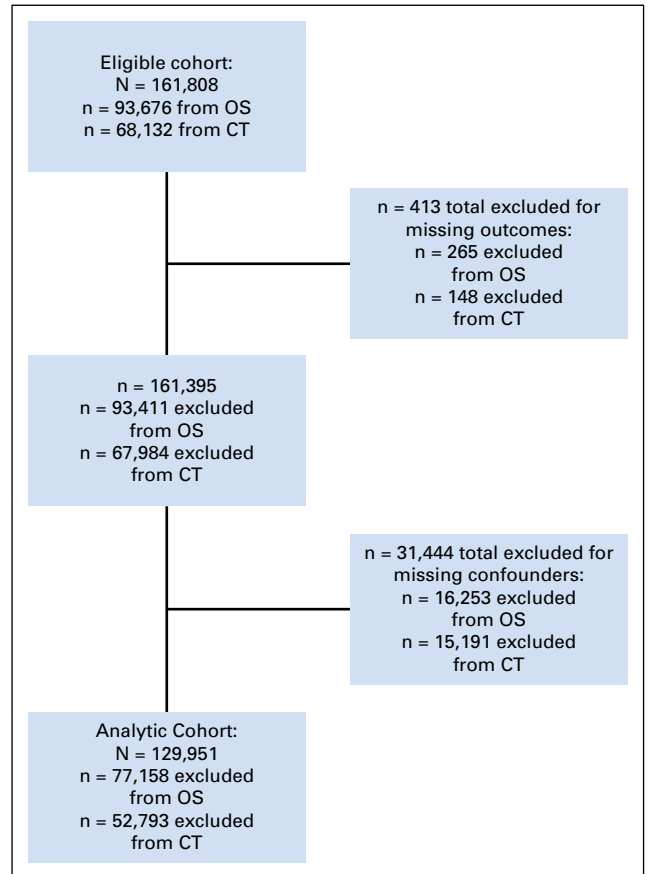 Eligible cohort:
N = 161,808
n = 93,676 from OS
n = 68,132 from CT
n = 413 total excluded for
missing outcomes:
n = 265 excluded
from OS
n = 148 excluded
from CT
n = 161,395
n = 93,411 excluded
from OS
n = 67,984 excluded
from CT
n = 31,444 total excluded for
missing confounders:
n = 16,253 excluded
from OS
n = 15,191 excluded
from CT
Analytic Cohort:
N = 129,951
n = 77,158 excluded
from OS
n = 52,793 excluded
from CT